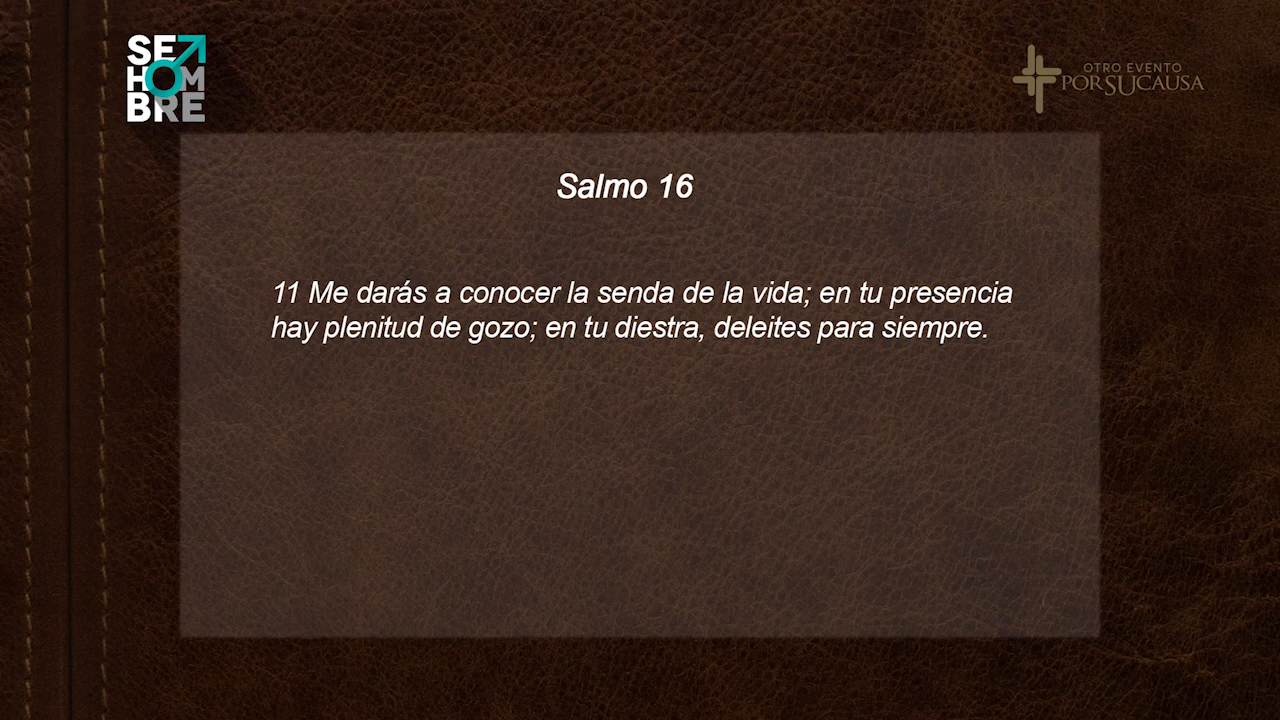 SE
HOMBRE
OTRO EVENTO
PORSUCAUSA
Salmo 16
11 Me darás a conocer la senda de la vida; en tu presencia
hay plenitud de gozo; en tu diestra, deleites para siempre.